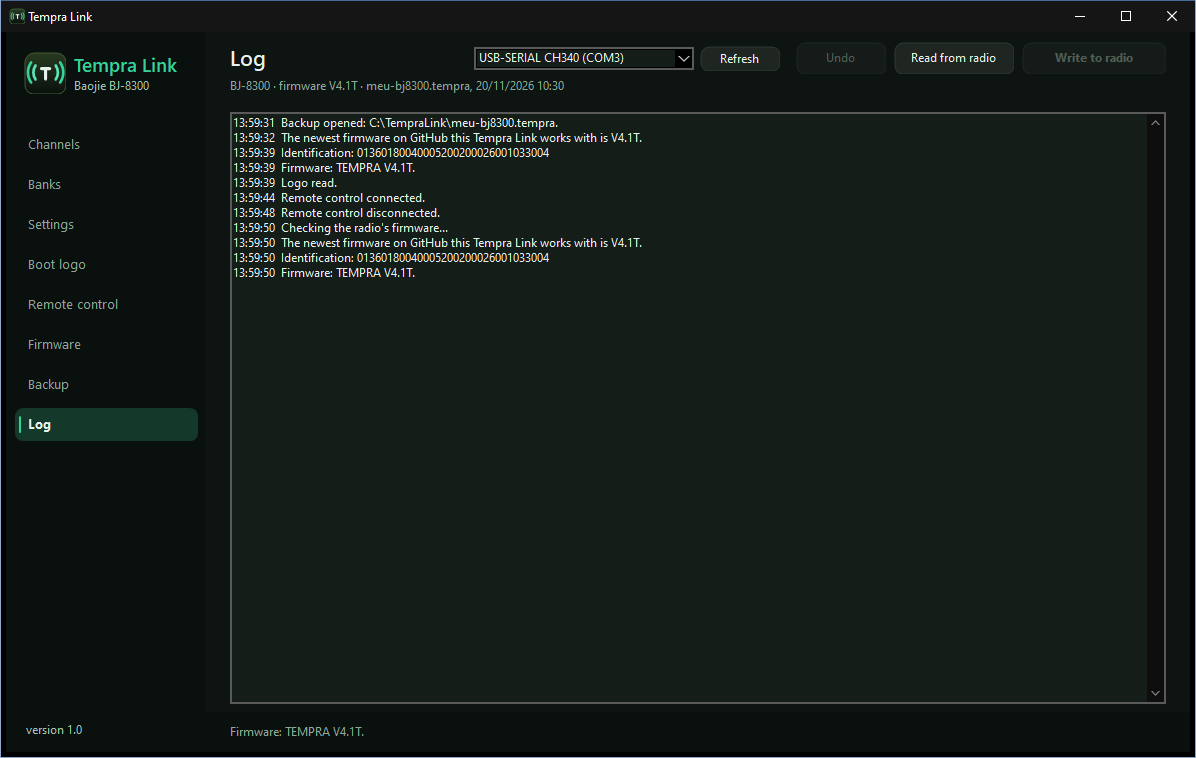 (T) Tempra Link
((T)) Tempra Link
Baojie BJ-8300
Log
USB-SERIAL CH340 (COM3)
Refresh
Undo
Read from radio
Write to radio
BJ-8300 · firmware V4.1T · meu-bj8300.tempra, 20/11/2026 10:30
Channels
Banks
Settings
Boot logo
Remote control
Firmware
Backup
Log
13:59:31 Backup opened: C:\TempraLink\meu-bj8300.tempra.
13:59:32 The newest firmware on GitHub this Tempra Link works with is V4.1T.
13:59:39 Identification: 01360180040005200200026001033004
13:59:39 Firmware: TEMPRA V4.1T.
13:59:39 Logo read.
13:59:44 Remote control connected.
13:59:48 Remote control disconnected.
13:59:50 Checking the radio's firmware...
13:59:50 The newest firmware on GitHub this Tempra Link works with is V4.1T.
13:59:50 Identification: 01360180040005200200026001033004
13:59:50 Firmware: TEMPRA V4.1T.
version 1.0
Firmware: TEMPRA V4.1T.